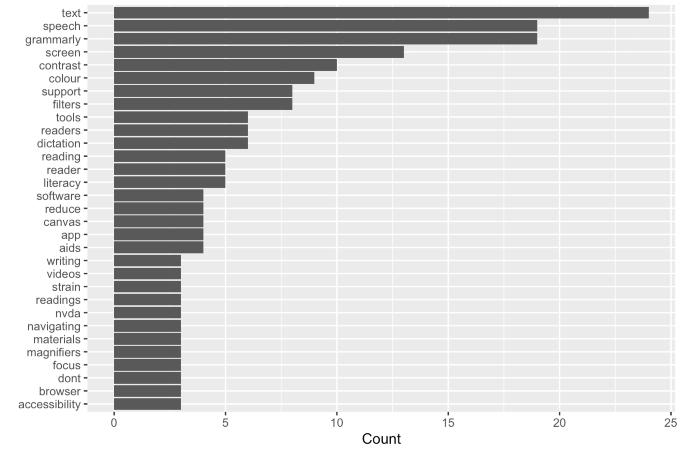 text
speech
grammarly
screen
contrast
colour
support
filters
tools
readers
dictation
reading
reader
literacy
software
reduce
canvas
app
aids
writing
videos
strain
readings
nvda
navigating
materials
magnifiers
focus
dont
browser
accessibility
0 5 10 15 20 25
Count